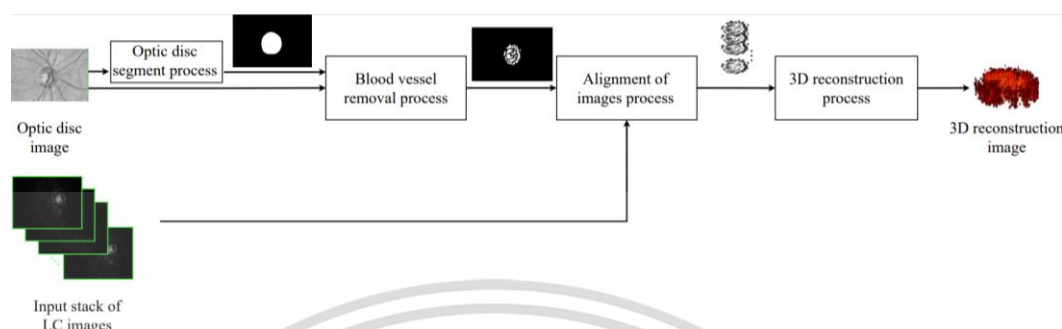 Optic disc
segment process
Blood vessel
removal process
Alignment of
images process
3D reconstruction
process
Optic disc
image
3D reconstruction
image
Input stack of
LC images